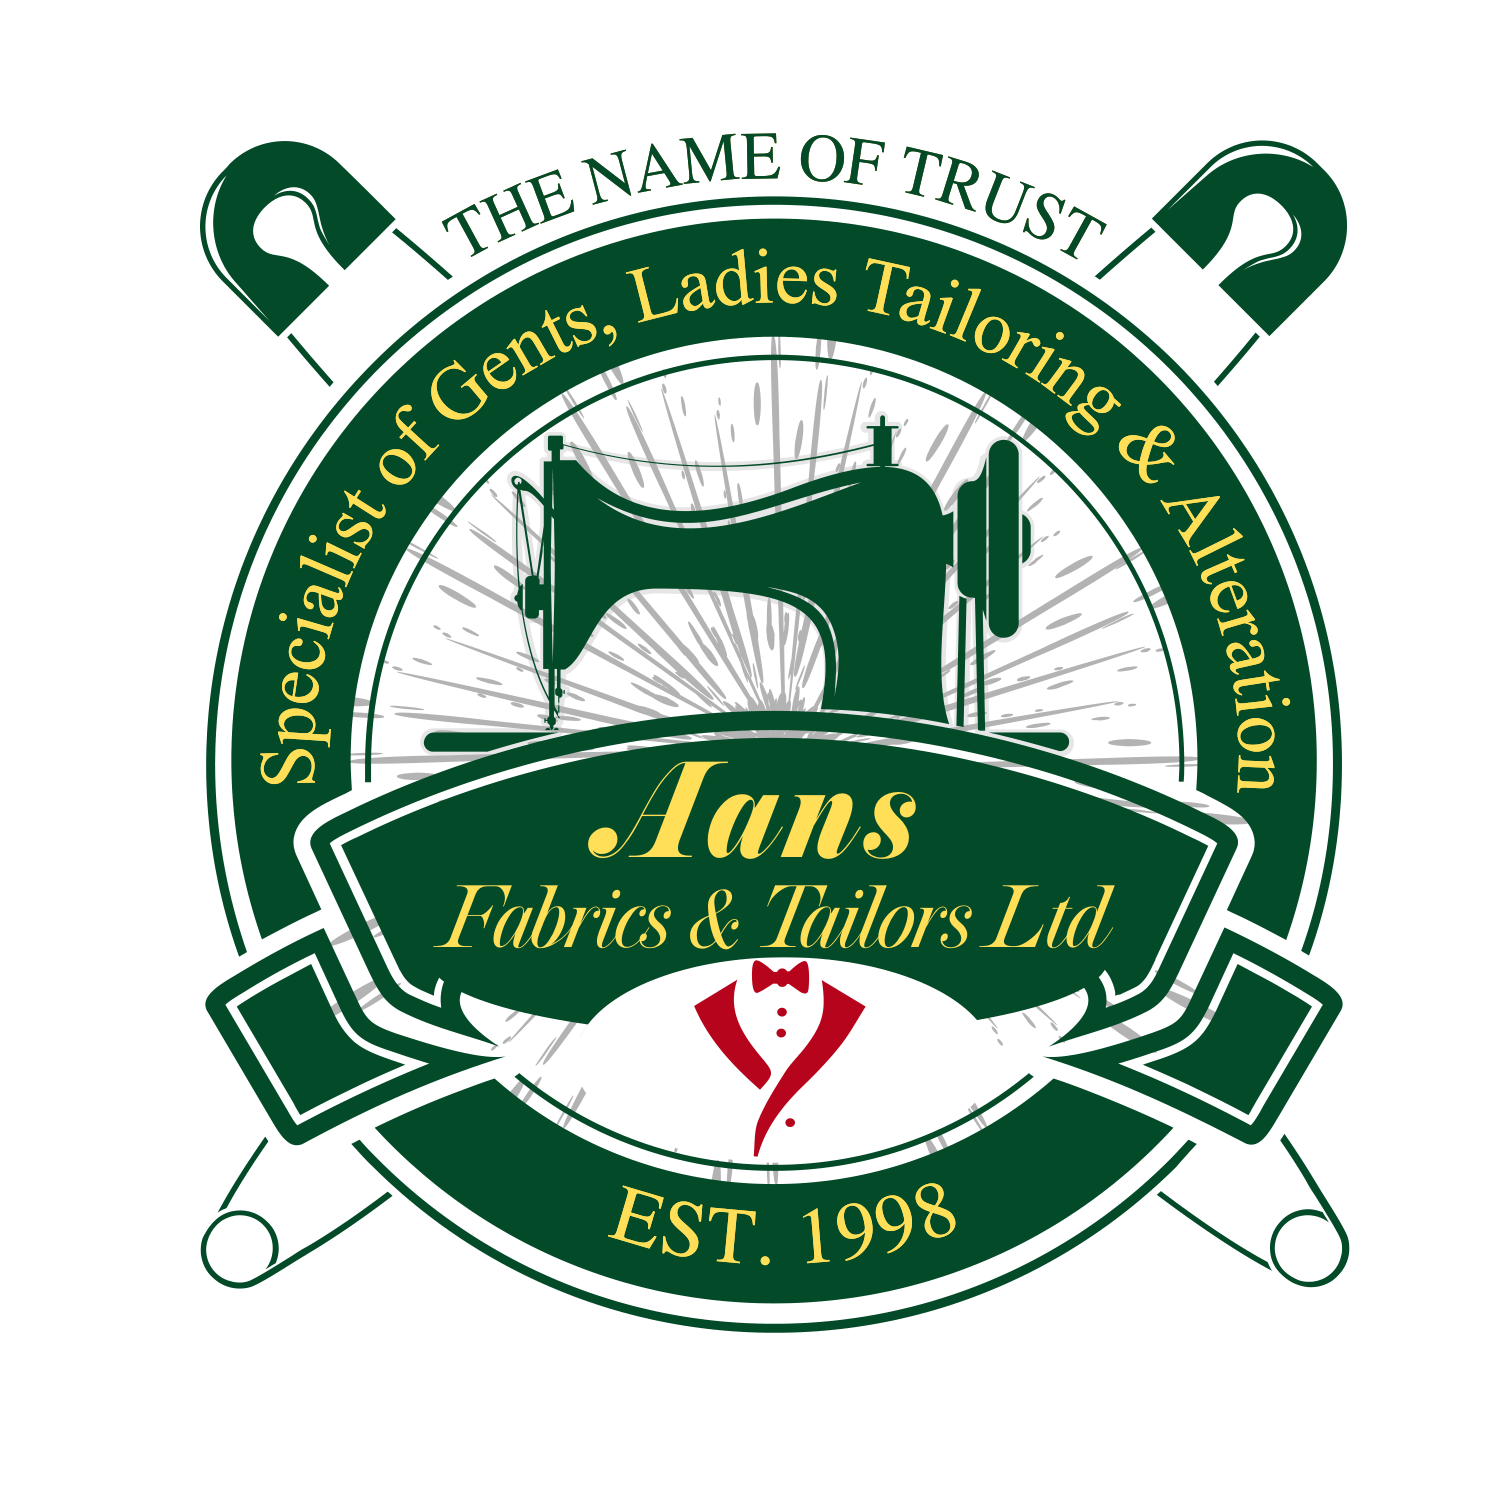 THE NAME OF TRUST
Specialist of Gents, Ladies Tailoring & Alteration
Aans
Fabrics & Tailors Ltd
EST. 1998